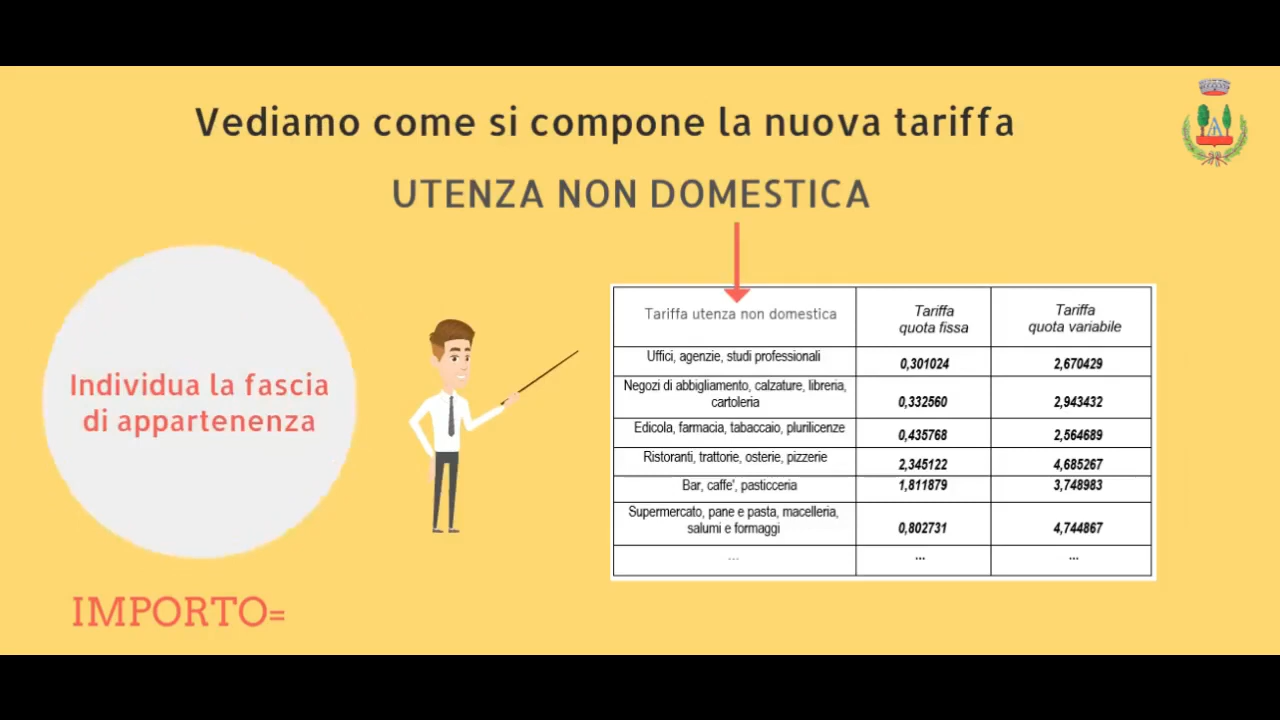 Vediamo come si compone la nuova tariffa
UTENZA NON DOMESTICA
Individua la fascia
di appartenenza
IMPORTO=
Tariffa utenza non domestica
Tariffa
quota fissa
Tariffa
quota variabile
Uffici, agenzie, studi professionali
0,301024
2,670429
Negozi di abbigliamento, calzature, libreria,
cartoleria
0,332560
2,943432
Edicola, farmacia, tabaccaio, plurilicenze
0,435768
2,564689
Ristoranti, trattorie, osterie, pizzerie
2,345122
4,685267
Bar, caffe', pasticceria
1,811879
3,748983
Supermercato, pane e pasta, macelleria,
salumi e formaggi
0,802731
4,744867
...
...
...